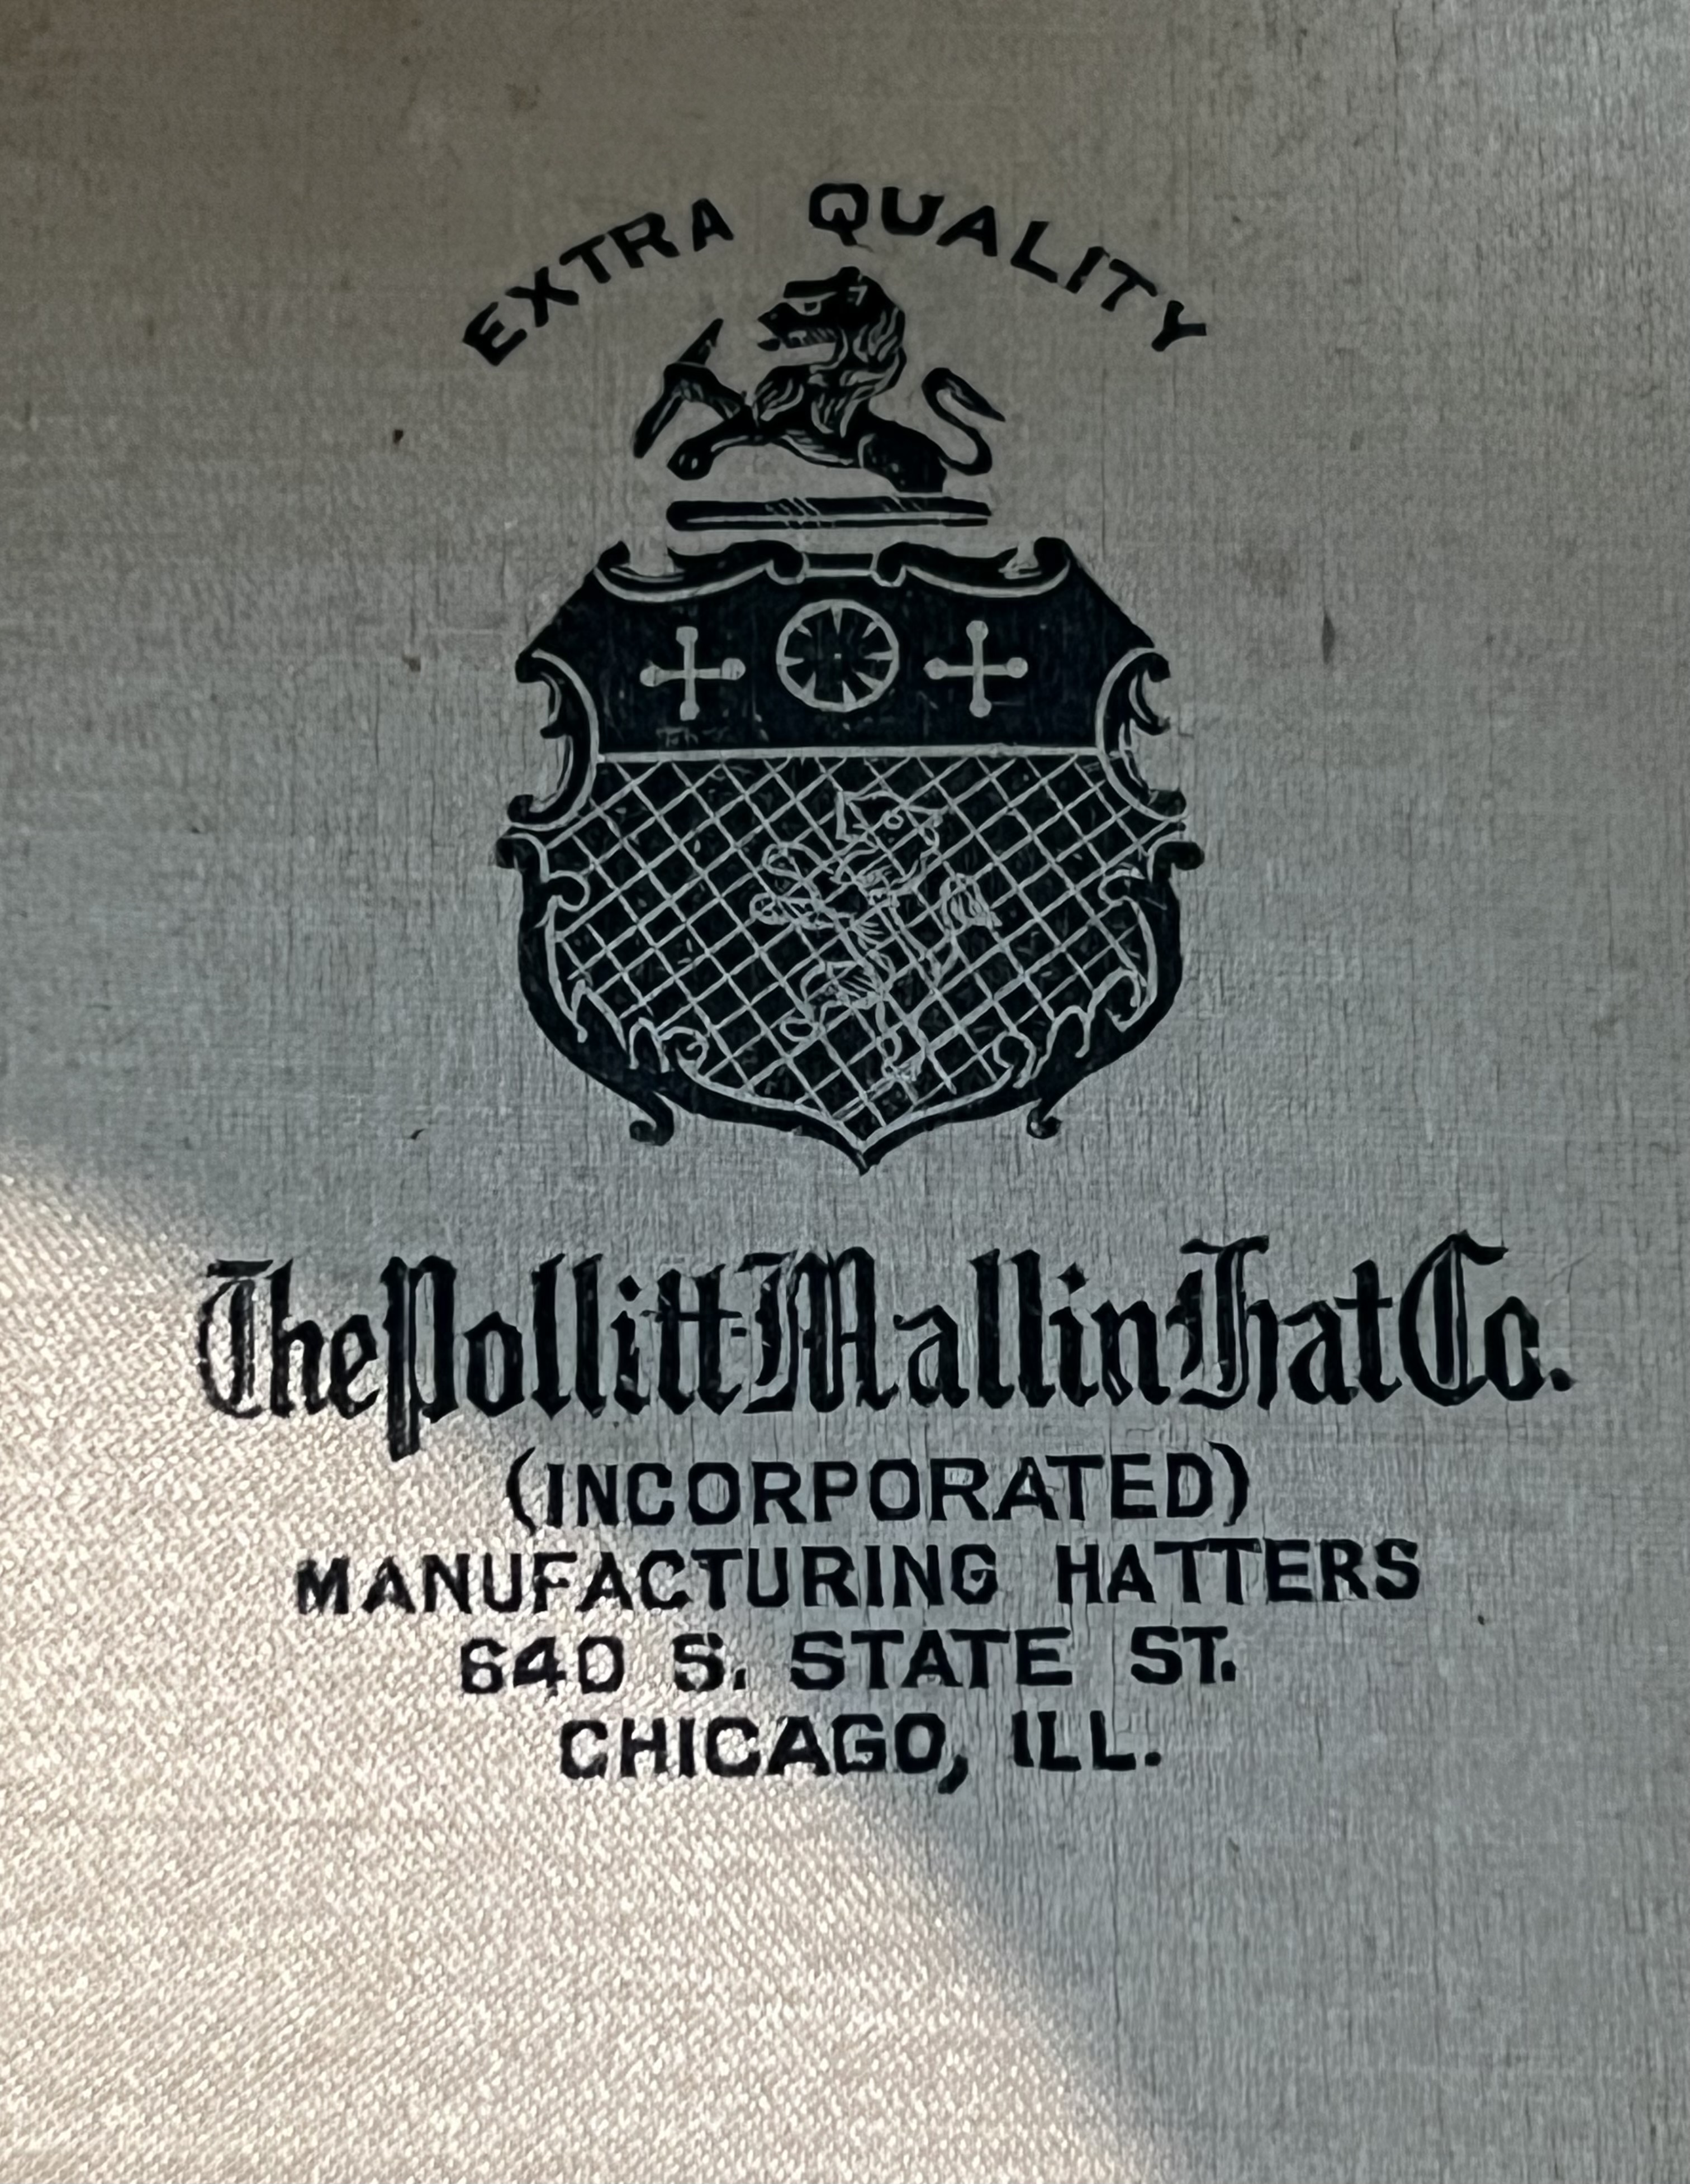 EXTRA QUALITY
The Pollitt-Mallin Hat Co.
(INCORPORATED)
MANUFACTURING HATTERS
640 S. STATE ST.
CHICAGO, ILL.